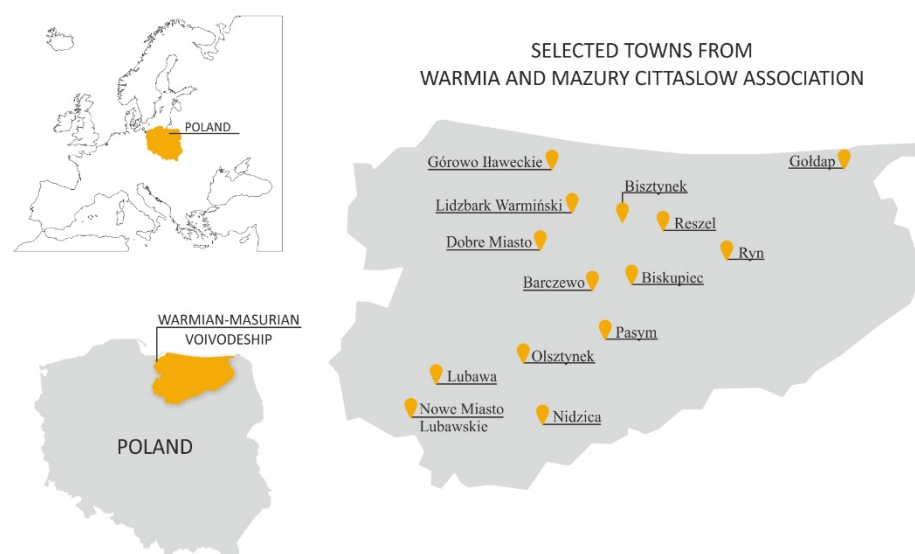 POLAND
WARMIAN-MASURIAN
VOIVODESHIP
POLAND
SELECTED TOWNS FROM
WARMIA AND MAZURY CITTASLOW ASSOCIATION
Górowo Iławeckie
Gołdap
Bisztynek
Lidzbark Warmiński
Reszel
Dobre Miasto
Ryn
Barczewo
Biskupiec
Pasym
Olsztynek
Lubawa
Nowe Miasto
Lubawskie
Nidzica